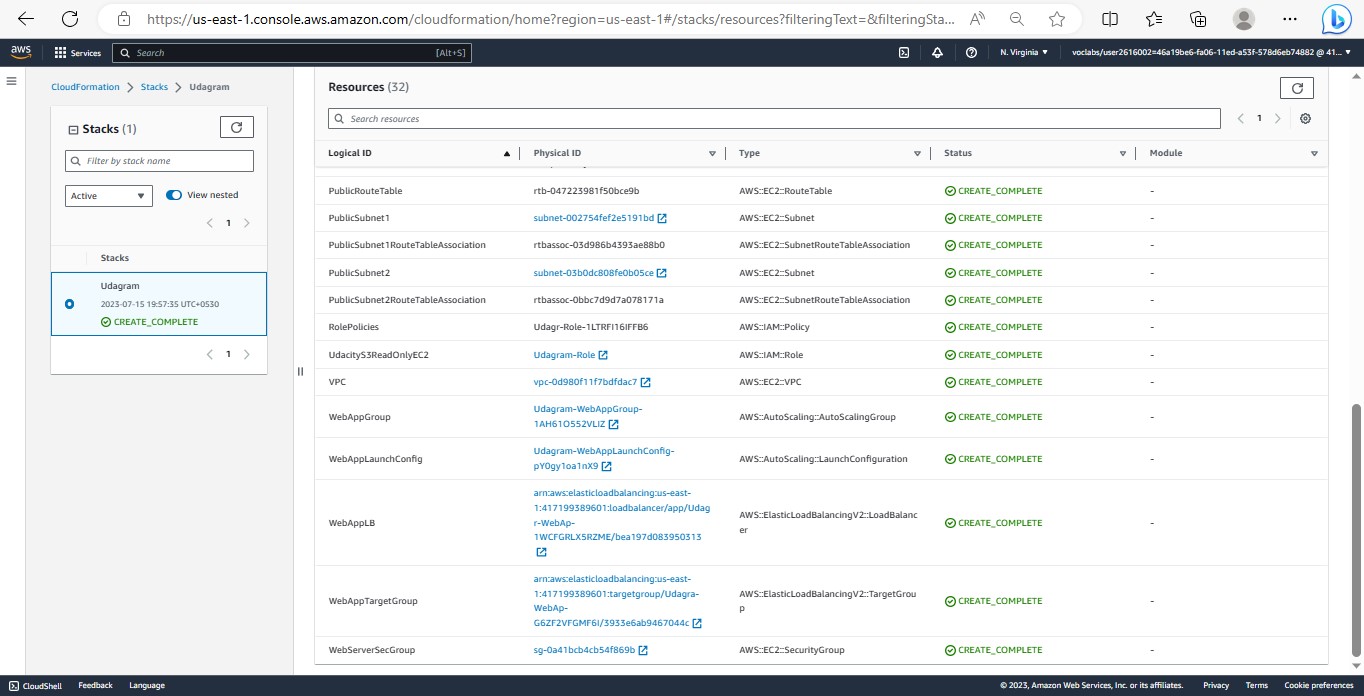 https://us-east-1.console.aws.amazon.com/cloudformation/home?region=us-east-1#/stacks/resources?filteringText=&filteringSta...
aws
Services
Search
[Alt+S]
N. Virginia
voclabs/user2616002=46a19be6-fa06-11ed-a53f-578d6eb74882 @ 41...
CloudFormation
Stacks
Udagram
Stacks (1)
Filter by stack name
Active
View nested
1
Stacks
Udagram
2023-07-15 19:57:35 UTC+0530
CREATE_COMPLETE
1
Resources (32)
Search resources
1
Logical ID Physical ID Type Status Module
PublicRouteTable rtb-047223981f50bce9b AWS::EC2::RouteTable CREATE_COMPLETE -
PublicSubnet1 subnet-002754fef2e5191bd AWS::EC2::Subnet CREATE_COMPLETE -
PublicSubnet1RouteTableAssociation rtbassoc-03d986b4393ae88b0 AWS::EC2::SubnetRouteTableAssociation CREATE_COMPLETE -
PublicSubnet2 subnet-03b0dc808fe0b05ce AWS::EC2::Subnet CREATE_COMPLETE -
PublicSubnet2RouteTableAssociation rtbassoc-0bbc7d9d7a078171a AWS::EC2::SubnetRouteTableAssociation CREATE_COMPLETE -
RolePolicies Udagr-Role-1LTRFI16IFFB6 AWS::IAM::Policy CREATE_COMPLETE -
UdacityS3ReadOnlyEC2 Udagram-Role AWS::IAM::Role CREATE_COMPLETE -
VPC vpc-0d980f11f7bdfdac7 AWS::EC2::VPC CREATE_COMPLETE -
WebAppGroup
Udagram-WebAppGroup-
1AH61O552VLIZ
AWS::AutoScaling::AutoScalingGroup CREATE_COMPLETE -
WebAppLaunchConfig
Udagram-WebAppLaunchConfig-
pY0gy1oa1nX9
AWS::AutoScaling::LaunchConfiguration CREATE_COMPLETE -
WebAppLB
arn:aws:elasticloadbalancing:us-east-
1:417199389601:loadbalancer/app/Udag
r-WebAp-
1WCFGRLX5RZME/bea197d083950313
AWS::ElasticLoadBalancingV2::LoadBalanc
er
CREATE_COMPLETE -
WebAppTargetGroup
arn:aws:elasticloadbalancing:us-east-
1:417199389601:targetgroup/Udagra-
WebAp-
G6ZF2VFGMF6I/3933e6ab9467044c
AWS::ElasticLoadBalancingV2::TargetGrou
p
CREATE_COMPLETE -
WebServerSecGroup sg-0a41bcb4cb54f869b AWS::EC2::SecurityGroup CREATE_COMPLETE -
CloudShell Feedback Language
© 2023, Amazon Web Services, Inc. or its affiliates. Privacy Terms Cookie preferences